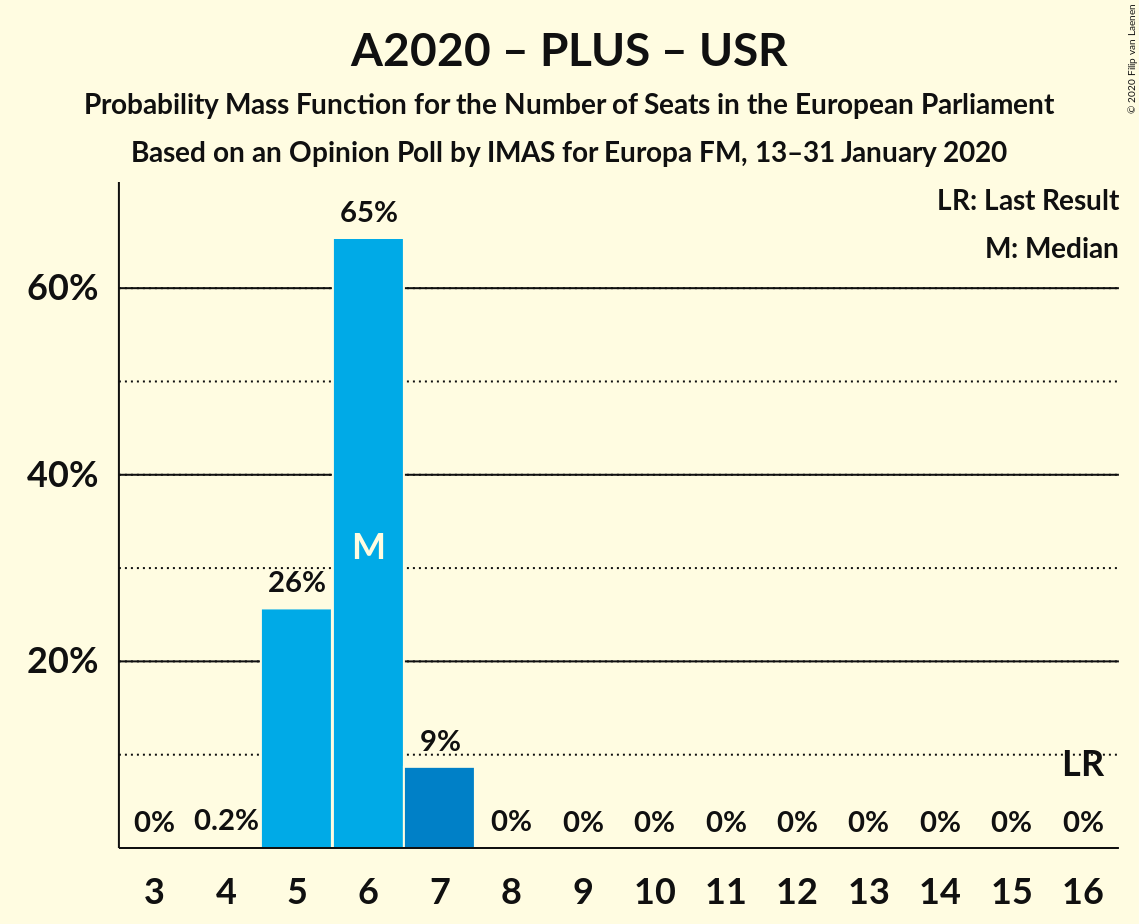 A2020 – PLUS – USR
Probability Mass Function for the Number of Seats in the European Parliament
Based on an Opinion Poll by IMAS for Europa FM, 13–31 January 2020
© 2020 Filip van Laenen
LR: Last Result
M: Median
65%
60%
40%
M
26%
20%
9%
LR
0% 0.2% 0% 0% 0% 0% 0% 0% 0% 0% 0%
3 4 5 6 7 8 9 10 11 12 13 14 15 16